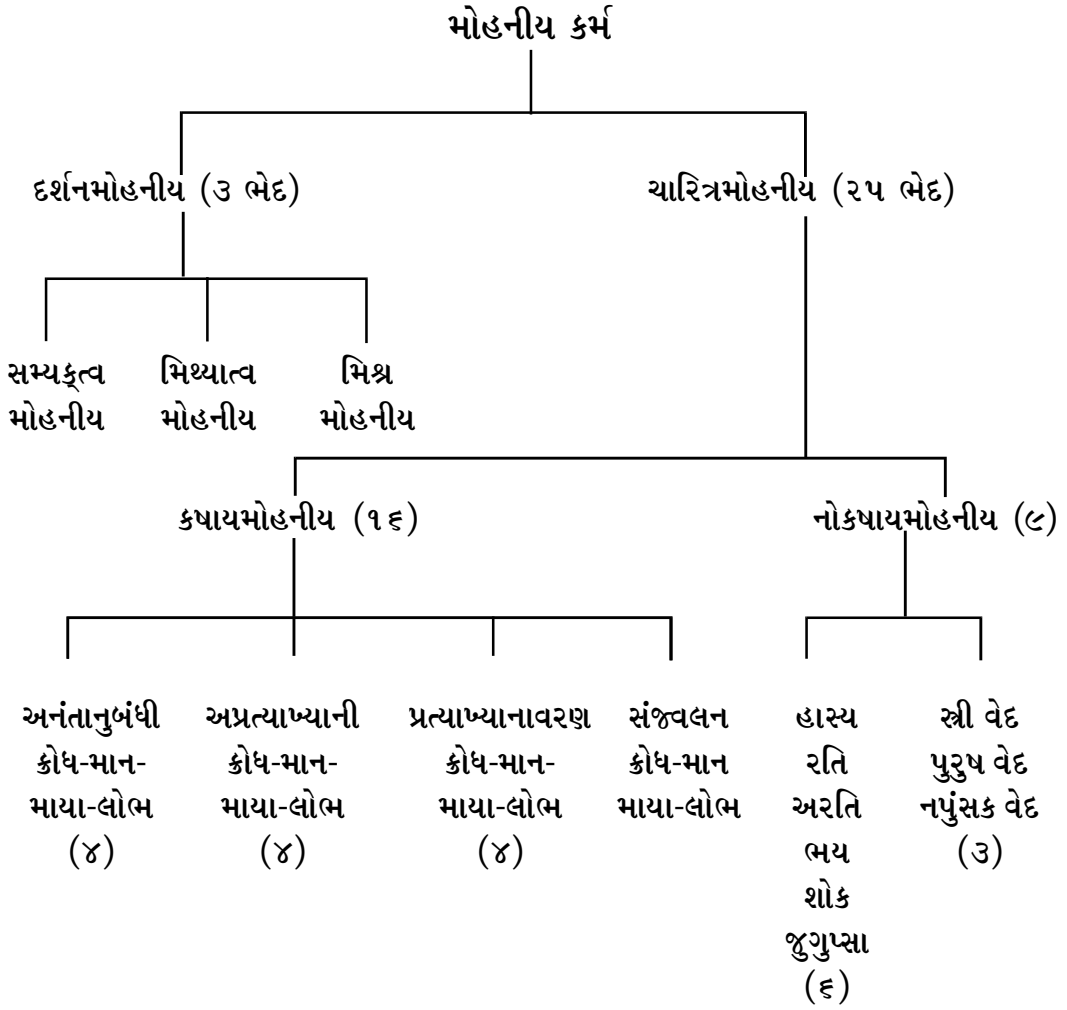 મોહનીય કર્મ
દર્શનમોહનીય (૩ ભેદ)
ચારિત્રમોહનીય (૨૫ ભેદ)
સમ્યક્ત્વ
મોહનીય
મિથ્યાત્વ
મોહનીય
મિશ્ર
મોહનીય
કષાયમોહનીય (૧૬)
નોકષાયમોહનીય (૯)
અનંતાનુબંધી
ક્રોધ-માન-
માયા-લોભ
(૪)
અપ્રત્યાખ્યાની
ક્રોધ-માન-
માયા-લોભ
(૪)
પ્રત્યાખ્યાનાવરણ
ક્રોધ-માન-
માયા-લોભ
(૪)
સંજ્વલન
ક્રોધ-માન
માયા-લોભ
હાસ્ય
રતિ
અરતિ
ભય
શોક
જુગુપ્સા
(૬)
સ્ત્રી વેદ
પુરુષ વેદ
નપુંસક વેદ
(૩)